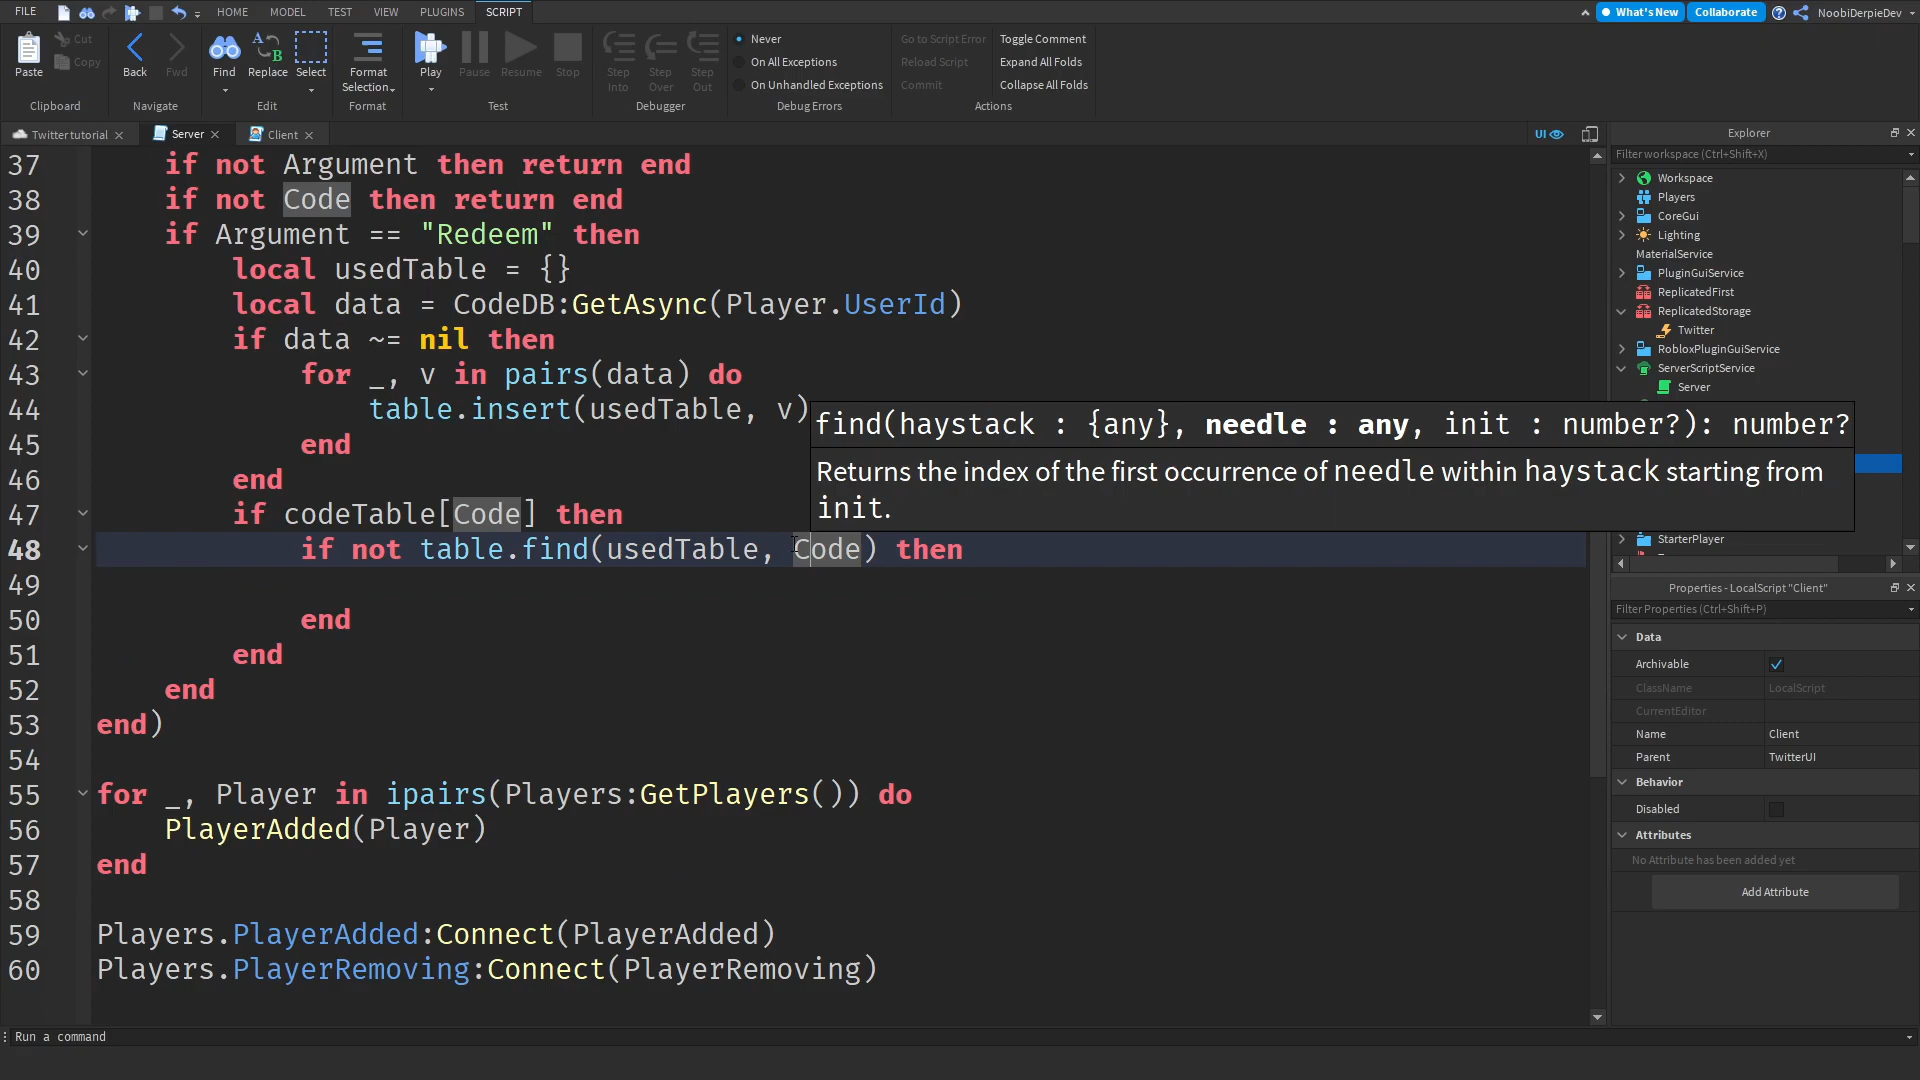 FILE HOME MODEL TEST VIEW PLUGINS SCRIPT What's New Collaborate NoobiDerpieDev
Paste Cut Copy Back Fwd Find Replace Select Format Selection Play Pause Resume Stop Step Into Step Over Step Out
Never
On All Exceptions
On Unhandled Exceptions
Go to Script Error Toggle Comment
Reload Script Expand All Folds
Commit Collapse All Folds
Clipboard Navigate Edit Format Test Debugger Debug Errors Actions
Twitter tutorial Server Client UI
37 if not Argument then return end
38 if not Code then return end
39 if Argument == "Redeem" then
40 local usedTable = {}
41 local data = CodeDB:GetAsync(Player.UserId)
42 if data ~= nil then
43 for _, v in pairs(data) do
44 table.insert(usedTable, v)
45 end
46 end
47 if codeTable[Code] then
48 if not table.find(usedTable, Code) then
49
50 end
51 end
52 end
53 end)
54
55 for _, Player in ipairs(Players:GetPlayers()) do
56 PlayerAdded(Player)
57 end
58
59 Players.PlayerAdded:Connect(PlayerAdded)
60 Players.PlayerRemoving:Connect(PlayerRemoving)
find(haystack : {any}, needle : any, init : number?): number?
Returns the index of the first occurrence of needle within haystack starting from
init.
Explorer
Filter workspace (Ctrl+Shift+X)
Workspace
Players
CoreGui
Lighting
MaterialService
PluginGuiService
ReplicatedFirst
ReplicatedStorage
Twitter
RobloxPluginGuiService
ServerScriptService
Server
StarterPlayer
Properties - LocalScript "Client"
Filter Properties (Ctrl+Shift+P)
Data
Archivable
ClassName LocalScript
CurrentEditor
Name Client
Parent TwitterUI
Behavior
Disabled
Attributes
No Attribute has been added yet
Add Attribute
Run a command